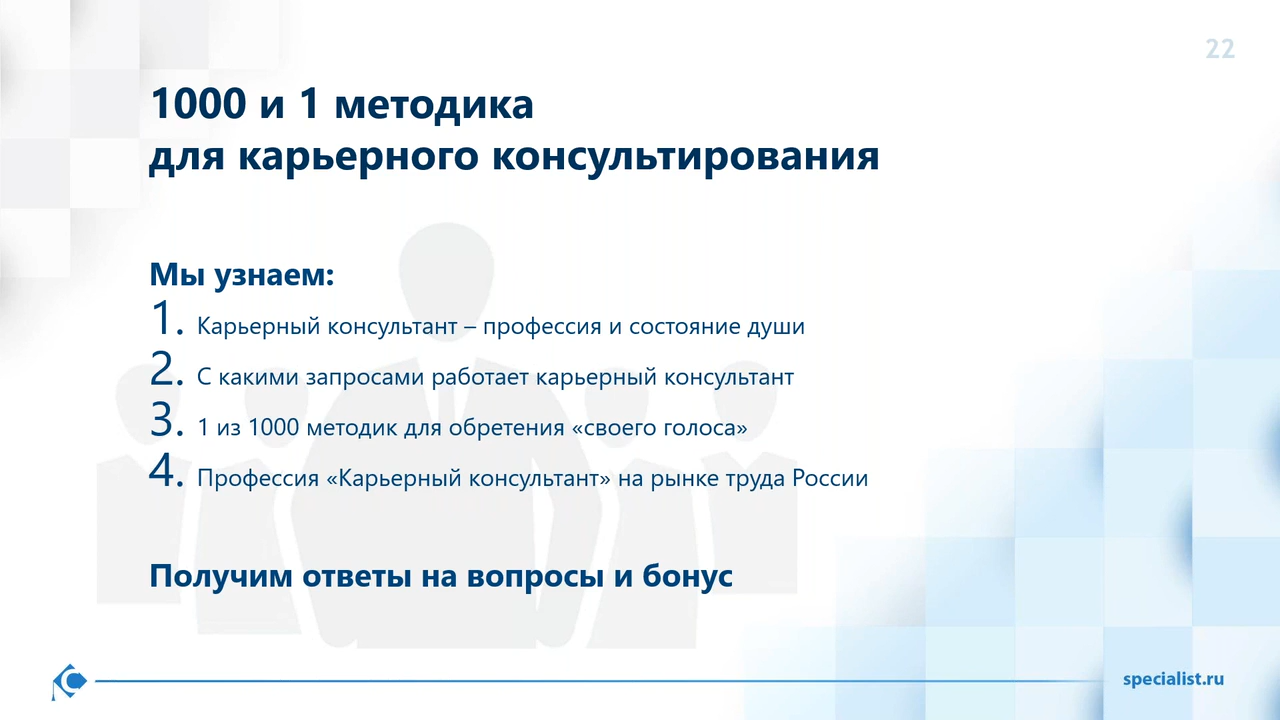 22
1000 и 1 методика
для карьерного консультирования
Мы узнаем:
1. Карьерный консультант – профессия и состояние души
2. С какими запросами работает карьерный консультант
3. 1 из 1000 методик для обретения «своего голоса»
4. Профессия «Карьерный консультант» на рынке труда России
Получим ответы на вопросы и бонус
specialist.ru